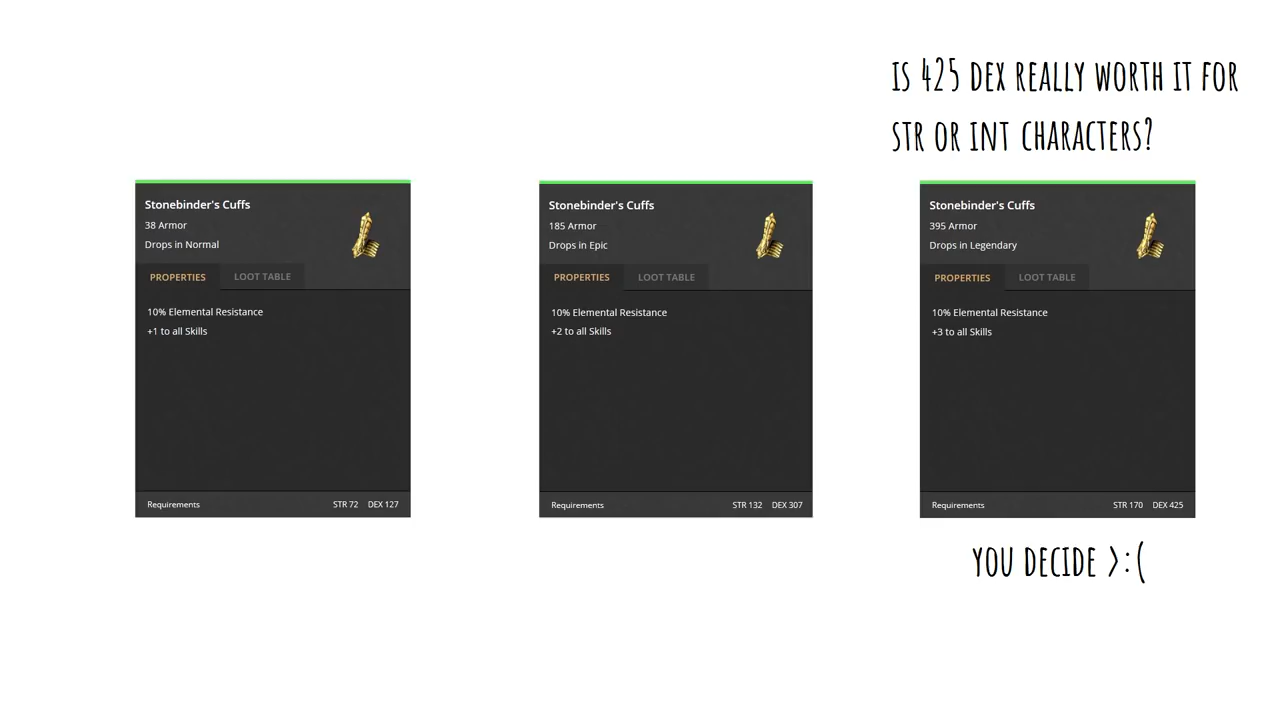 IS 425 DEX REALLY WORTH IT FOR
STR OR INT CHARACTERS?
Stonebinder's Cuffs
38 Armor
Drops in Normal
PROPERTIES LOOT TABLE
10% Elemental Resistance
+1 to all Skills
Requirements STR 72 DEX 127
Stonebinder's Cuffs
185 Armor
Drops in Epic
PROPERTIES LOOT TABLE
10% Elemental Resistance
+2 to all Skills
Requirements STR 132 DEX 307
Stonebinder's Cuffs
395 Armor
Drops in Legendary
PROPERTIES LOOT TABLE
10% Elemental Resistance
+3 to all Skills
Requirements STR 170 DEX 425
YOU DECIDE >:(